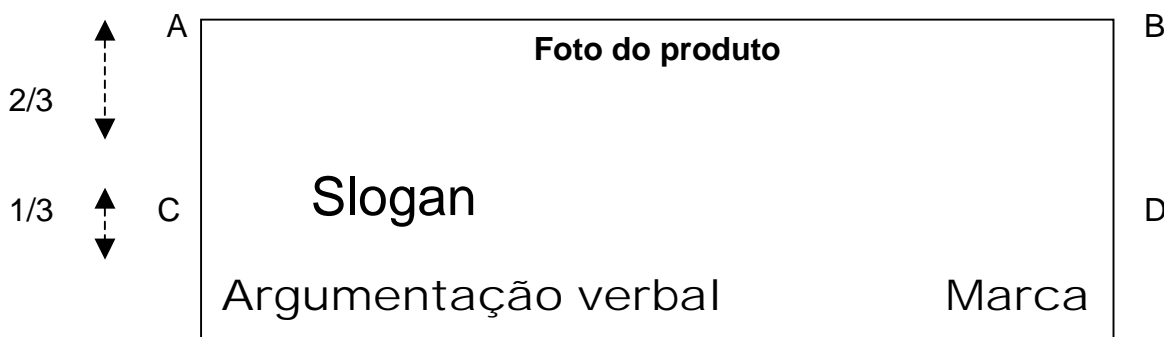 A B
Foto do produto
2/3
Slogan
1/3 C D
Argumentação verbal Marca